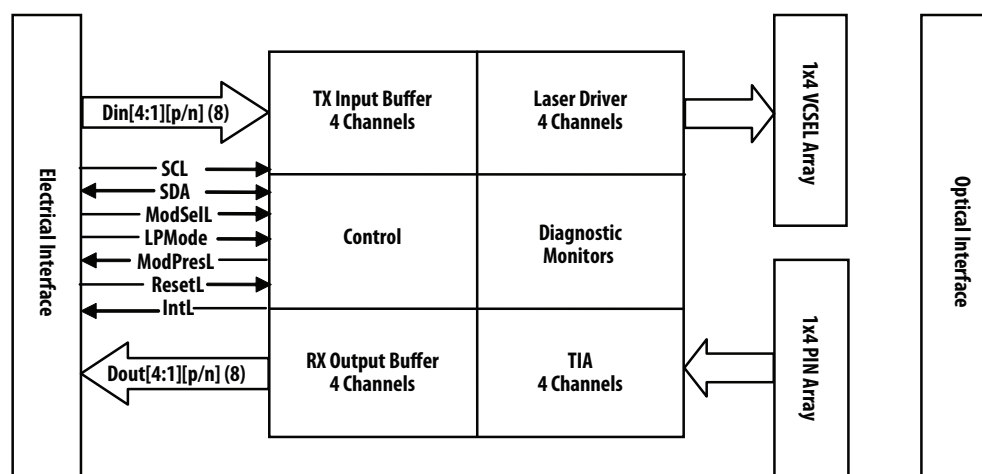 Electrical Interface
Din[4:1][p/n] (8)
SCL
SDA
ModSelL
LPMode
ModPresL
ResetL
IntL
Dout[4:1][p/n] (8)
TX Input Buffer
4 Channels
Laser Driver
4 Channels
Control
Diagnostic
Monitors
RX Output Buffer
4 Channels
TIA
4 Channels
1x4 VCSEL Array
1x4 PIN Array
Optical Interface